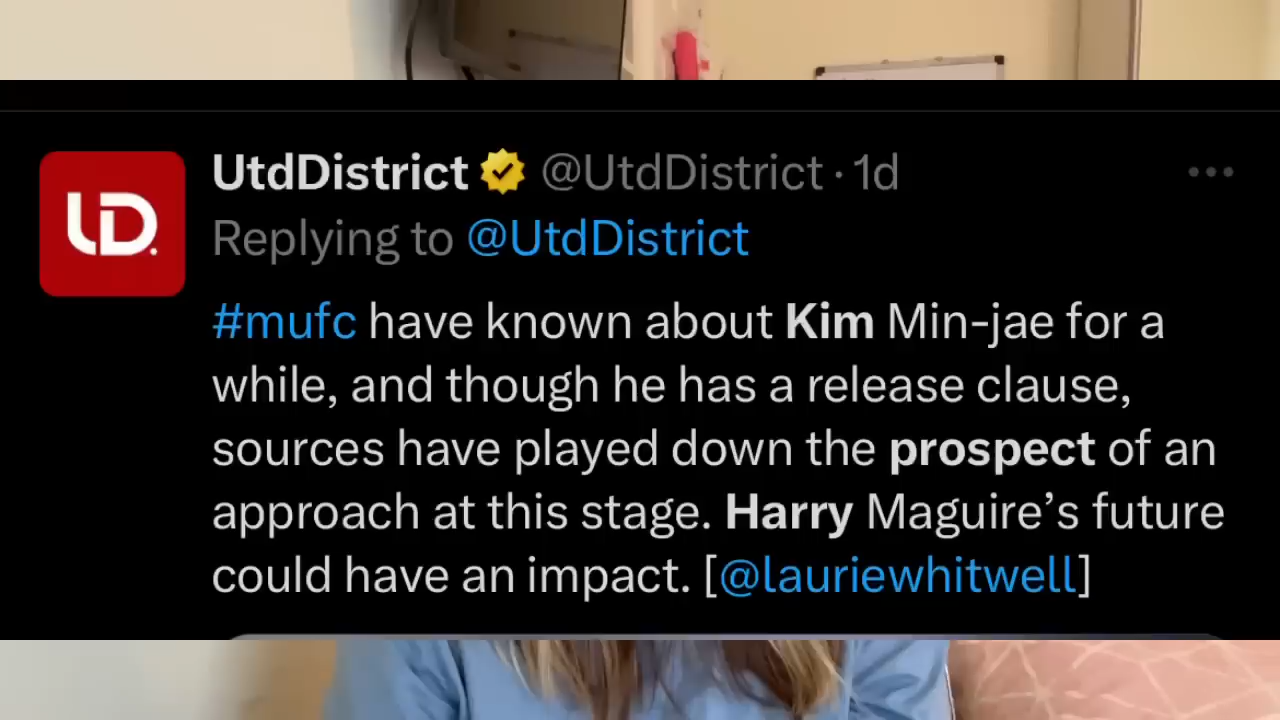 UD.
UtdDistrict @UtdDistrict · 1d
Replying to @UtdDistrict
#mufc have known about Kim Min-jae for a
while, and though he has a release clause,
sources have played down the prospect of an
approach at this stage. Harry Maguire’s future
could have an impact. [@lauriewhitwell]